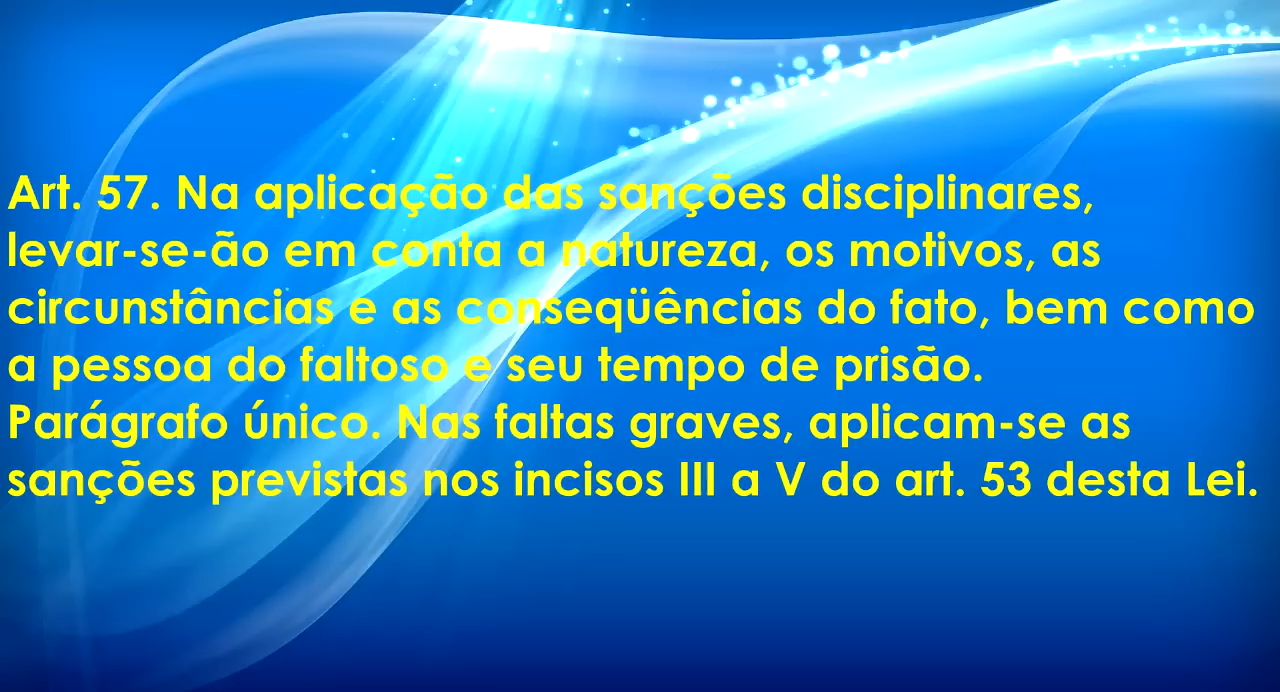 Art. 57. Na aplicação das sanções disciplinares,
levar-se-ão em conta a natureza, os motivos, as
circunstâncias e as conseqüências do fato, bem como
a pessoa do faltoso e seu tempo de prisão.
Parágrafo único. Nas faltas graves, aplicam-se as
sanções previstas nos incisos III a V do art. 53 desta Lei.